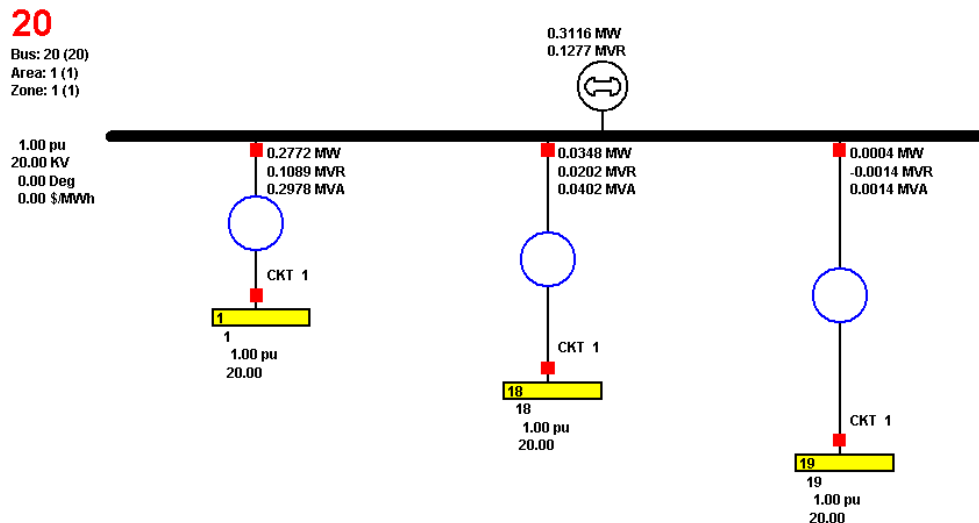 20
Bus: 20 (20)
Area: 1 (1)
Zone: 1 (1)
0.3116 MW
0.1277 MVR
1.00 pu
20.00 KV
0.00 Deg
0.00 $/MWh
0.2772 MW
0.1089 MVR
0.2978 MVA
0.0348 MW
0.0202 MVR
0.0402 MVA
0.0004 MW
-0.0014 MVR
0.0014 MVA
CKT 1
1
1
1.00 pu
20.00
CKT 1
18
18
1.00 pu
20.00
CKT 1
19
19
1.00 pu
20.00